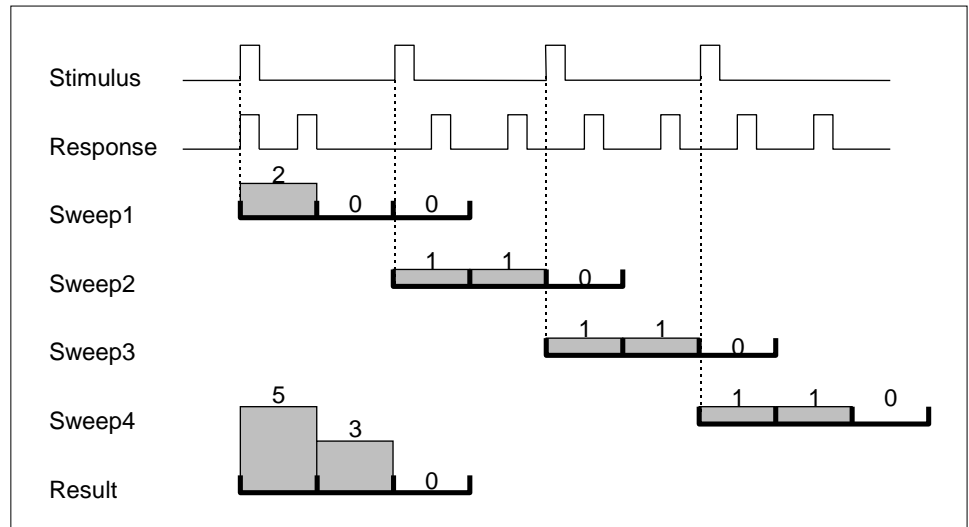 Stimulus
Response
2
Sweep1 0 0
1 1
Sweep2 0
1 1
Sweep3 0
5 1 1 0
Sweep4 3
Result 0